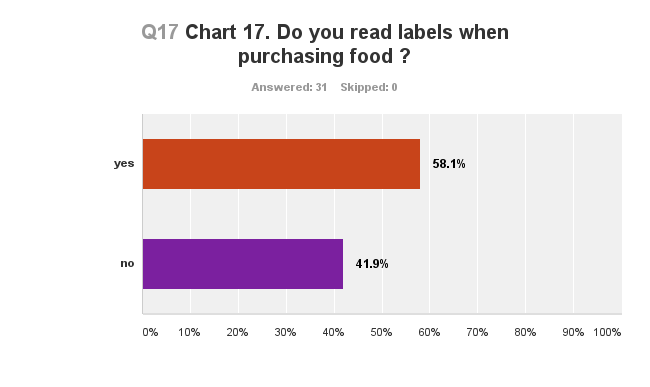 Q17 Chart 17. Do you read labels when
purchasing food ?
Answered: 31 Skipped: 0
yes
58.1%
no
41.9%
0% 10% 20% 30% 40% 50% 60% 70% 80% 90% 100%